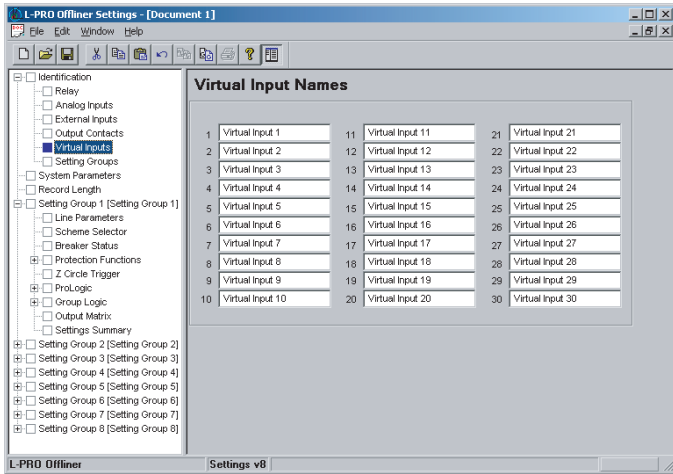 L-PRO Offliner Settings - [Document 1]
File Edit Window Help
Identification
Relay
Analog Inputs
External Inputs
Output Contacts
Virtual Inputs
Setting Groups
System Parameters
Record Length
Setting Group 1 [Setting Group 1]
Line Parameters
Scheme Selector
Breaker Status
Protection Functions
Z Circle Trigger
ProLogic
Group Logic
Output Matrix
Settings Summary
Setting Group 2 [Setting Group 2]
Setting Group 3 [Setting Group 3]
Setting Group 4 [Setting Group 4]
Setting Group 5 [Setting Group 5]
Setting Group 6 [Setting Group 6]
Setting Group 7 [Setting Group 7]
Setting Group 8 [Setting Group 8]
Virtual Input Names
1 Virtual Input 1 11 Virtual Input 11 21 Virtual Input 21
2 Virtual Input 2 12 Virtual Input 12 22 Virtual Input 22
3 Virtual Input 3 13 Virtual Input 13 23 Virtual Input 23
4 Virtual Input 4 14 Virtual Input 14 24 Virtual Input 24
5 Virtual Input 5 15 Virtual Input 15 25 Virtual Input 25
6 Virtual Input 6 16 Virtual Input 16 26 Virtual Input 26
7 Virtual Input 7 17 Virtual Input 17 27 Virtual Input 27
8 Virtual Input 8 18 Virtual Input 18 28 Virtual Input 28
9 Virtual Input 9 19 Virtual Input 19 29 Virtual Input 29
10 Virtual Input 10 20 Virtual Input 20 30 Virtual Input 30
L-PRO Offliner Settings v8